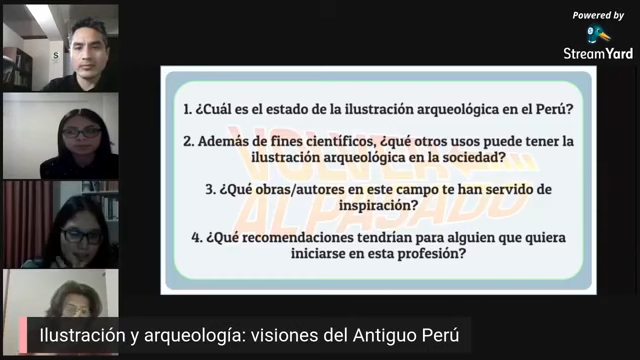 Powered by
StreamYard
1. ¿Cuál es el estado de la ilustración arqueológica en el Perú?
2. Además de fines científicos, ¿qué otros usos puede tener la
ilustración arqueológica en la sociedad?
3. ¿Qué obras/autores en este campo te han servido de
inspiración?
4. ¿Qué recomendaciones tendrían para alguien que quiera
iniciarse en esta profesión?
VOLVER
AL PASADO
S
Ilustración y arqueología: visiones del Antiguo Perú